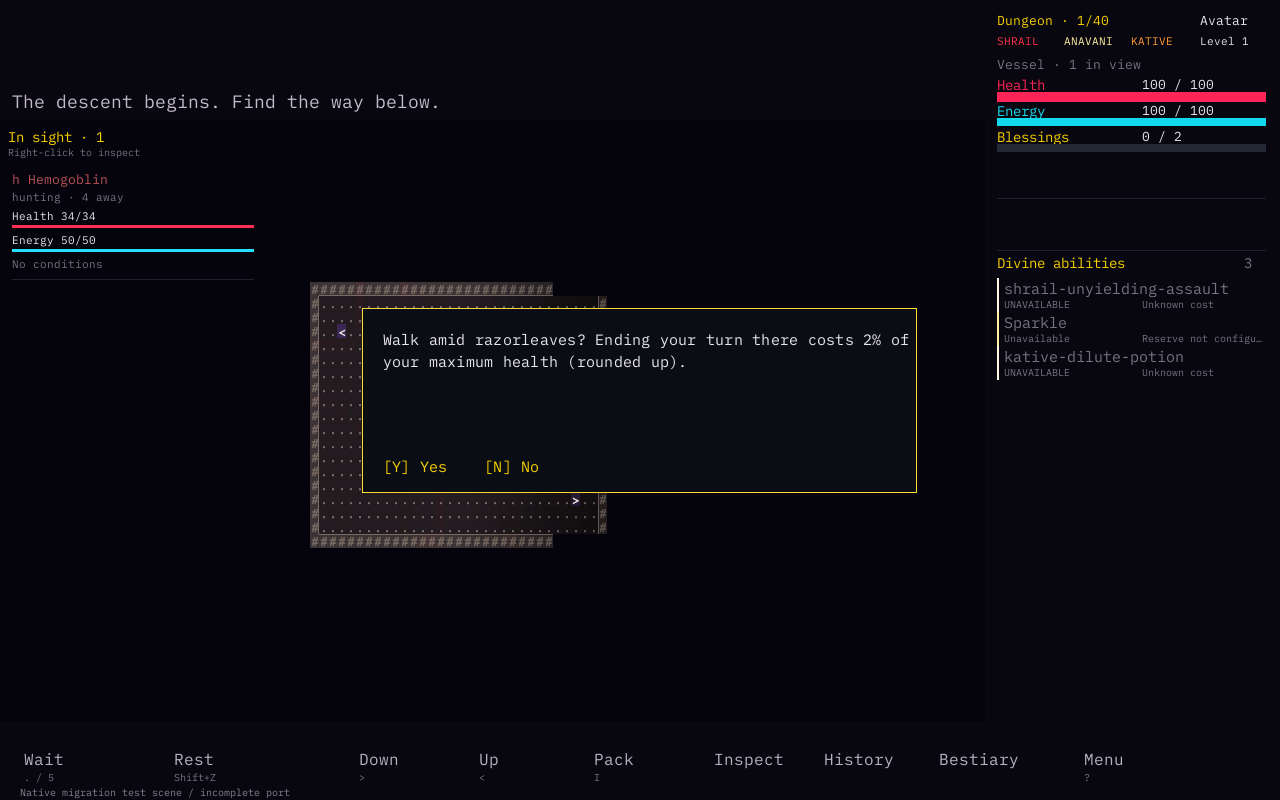 Dungeon · 1/40 Avatar
SHRAIL ANAVANI KATIVE Level 1
Vessel · 1 in view
Health 100 / 100
Energy 100 / 100
Blessings 0 / 2
The descent begins. Find the way below.
In sight · 1
Right-click to inspect
h Hemogoblin
hunting · 4 away
Health 34/34
Energy 50/50
No conditions
Divine abilities 3
shrail-unyielding-assault
UNAVAILABLE Unknown cost
Sparkle
Unavailable Reserve not configu…
kative-dilute-potion
UNAVAILABLE Unknown cost
<
Walk amid razorleaves? Ending your turn there costs 2% of
your maximum health (rounded up).
[Y] Yes [N] No
>
Wait Rest Down Up Pack Inspect History Bestiary Menu
. / 5 Shift+Z > < I ?
Native migration test scene / incomplete port